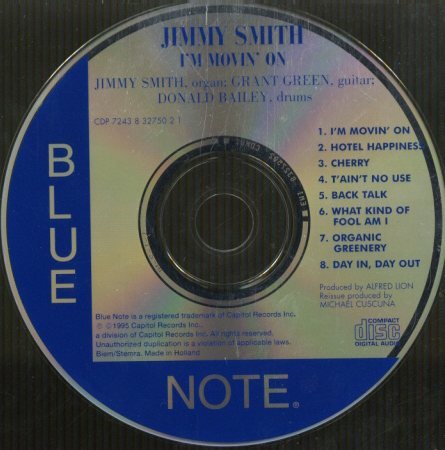 JIMMY SMITH
I'M MOVIN' ON
JIMMY SMITH, organ; GRANT GREEN, guitar;
DONALD BAILEY, drums
CDP 7243 8 32750 2 1
1. I'M MOVIN' ON
2. HOTEL HAPPINESS
3. CHERRY
4. T'AIN'T NO USE
5. BACK TALK
6. WHAT KIND OF
FOOL AM I
7. ORGANIC
GREENERY
8. DAY IN, DAY OUT
Produced by ALFRED LION
Reissue produced by
MICHAEL CUSCUNA
COMPACT
disc
DIGITAL AUDIO
Blue Note is a registered trademark of Capitol Records Inc.
℗ © 1995 Capitol Records Inc.,
a division of Capitol Records Inc. All rights reserved.
Unauthorized duplication is a violation of applicable laws.
Biem/Stemra. Made in Holland
BLUE
NOTE®